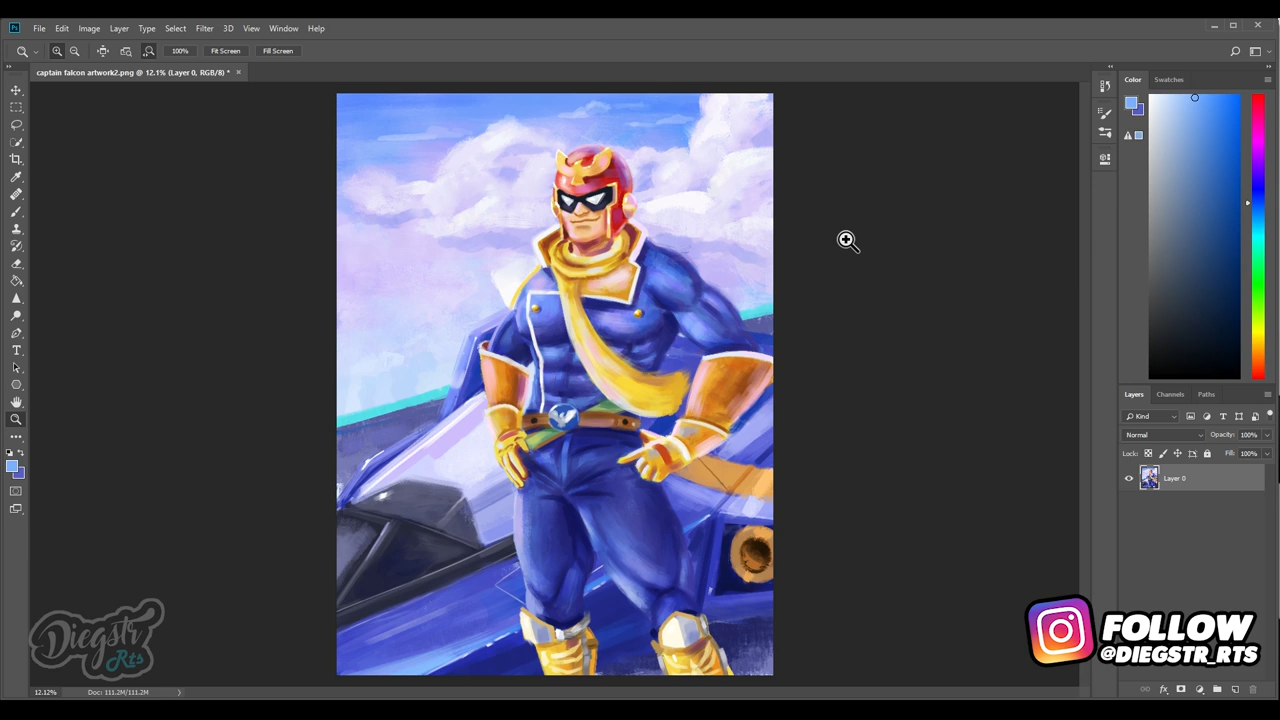 Ps File Edit Image Layer Type Select Filter 3D View Window Help
100% Fit Screen Fill Screen
captain falcon artwork2.png @ 12.1% (Layer 0, RGB/8) *
Color Swatches
Layers Channels Paths
Kind
Normal Opacity: 100%
Lock: Fill: 100%
Layer 0
Diegstr
Rts
FOLLOW
@DIEGSTR_RTS
12.12% Doc: 111.2M/111.2M